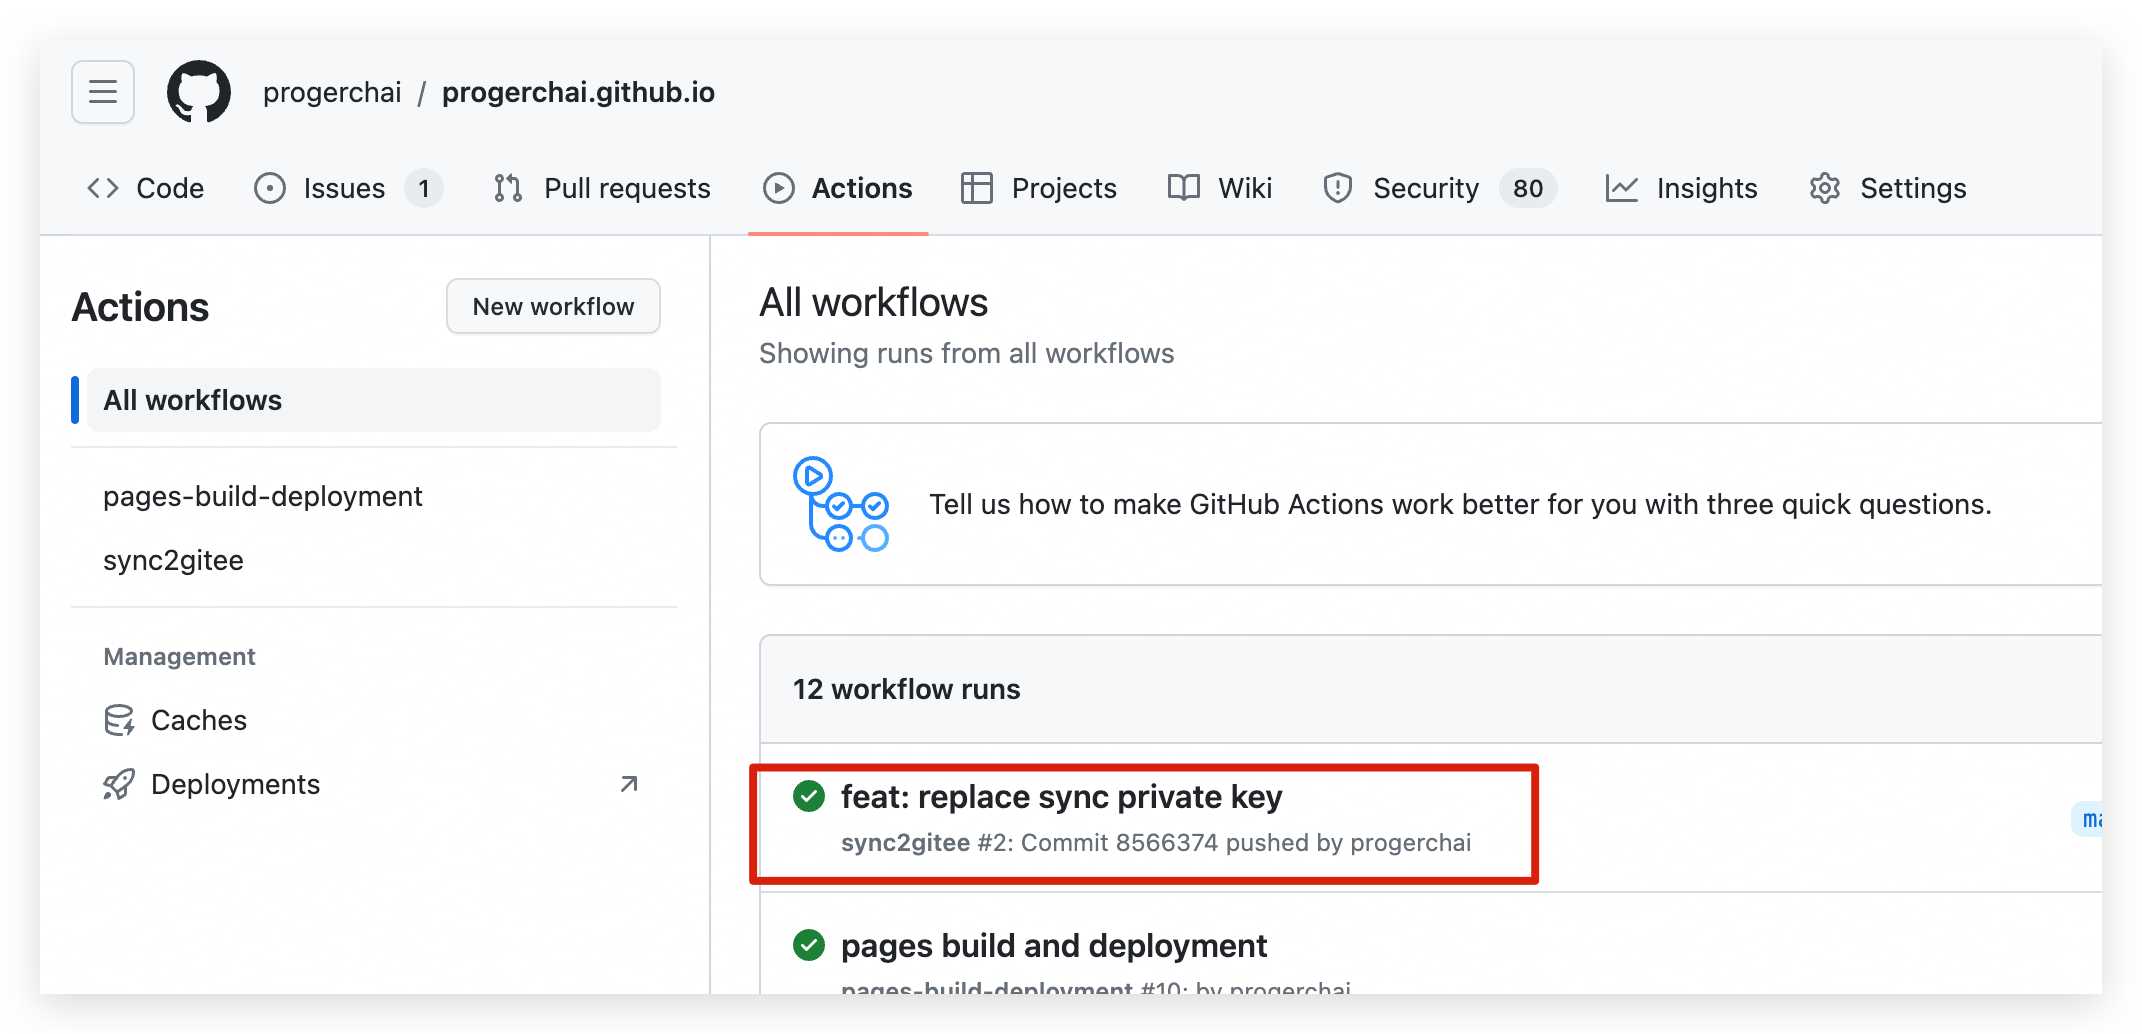 progerchai / progerchai.github.io
Code Issues 1 Pull requests Actions Projects Wiki Security 80 Insights Settings
Actions
New workflow
All workflows
pages-build-deployment
sync2gitee
Management
Caches
Deployments
All workflows
Showing runs from all workflows
Tell us how to make GitHub Actions work better for you with three quick questions.
12 workflow runs
feat: replace sync private key
sync2gitee #2: Commit 8566374 pushed by progerchai
pages build and deployment
pages-build-deployment #10: by progerchai